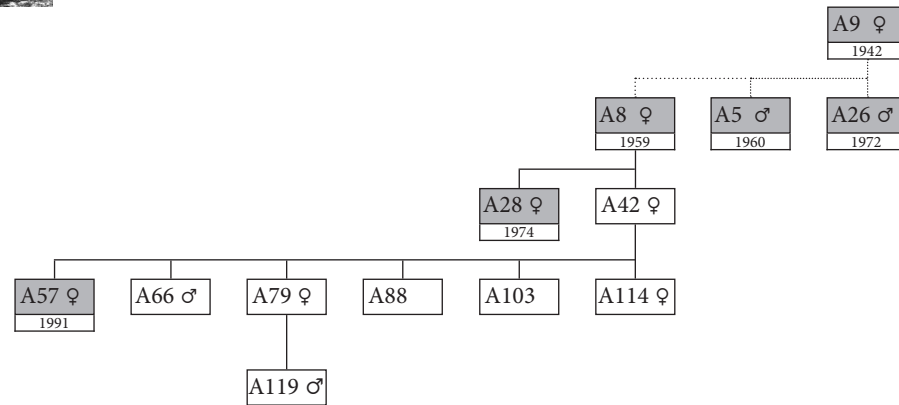 A9 ♀
1942
A8 ♀
A5 ♂
A26 ♂
1959
1960
1972
A28 ♀
A42 ♀
1974
A57 ♀
A66 ♂
A79 ♀
A88
A103
A114 ♀
1991
A119 ♂